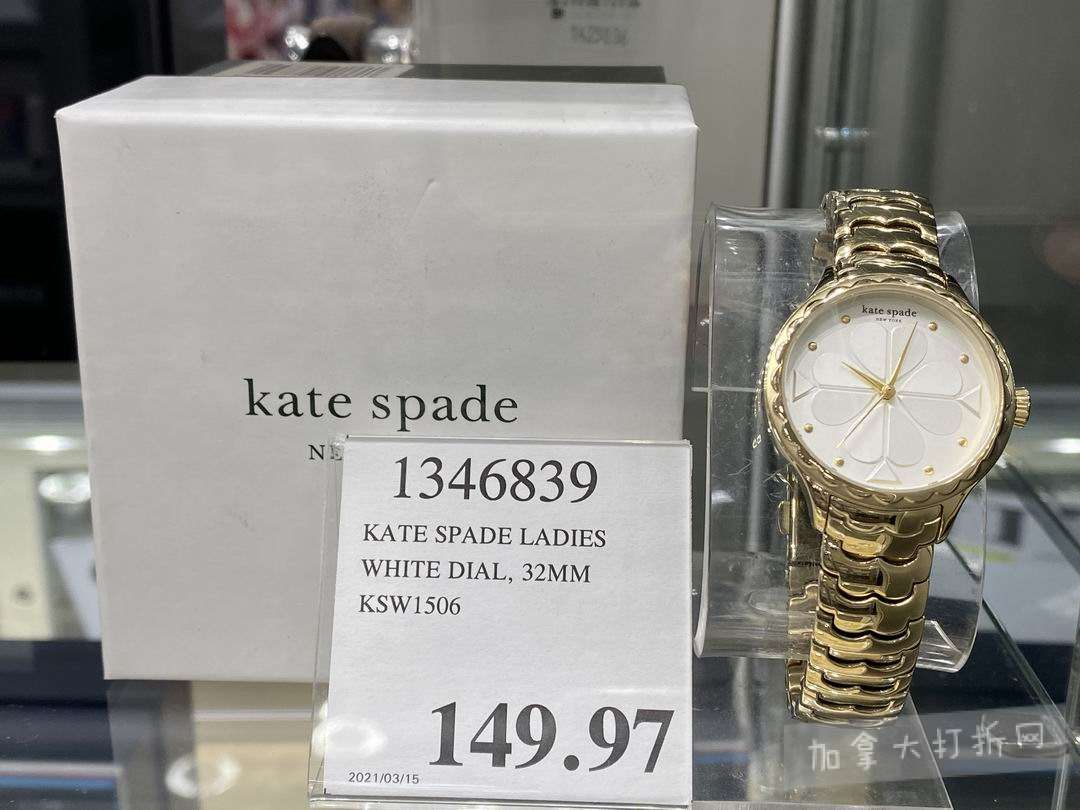 kate spade
NE
1346839
KATE SPADE LADIES
WHITE DIAL, 32MM
KSW1506
149.97
2021/03/15
kate spade
NEW YORK
加拿大打折网